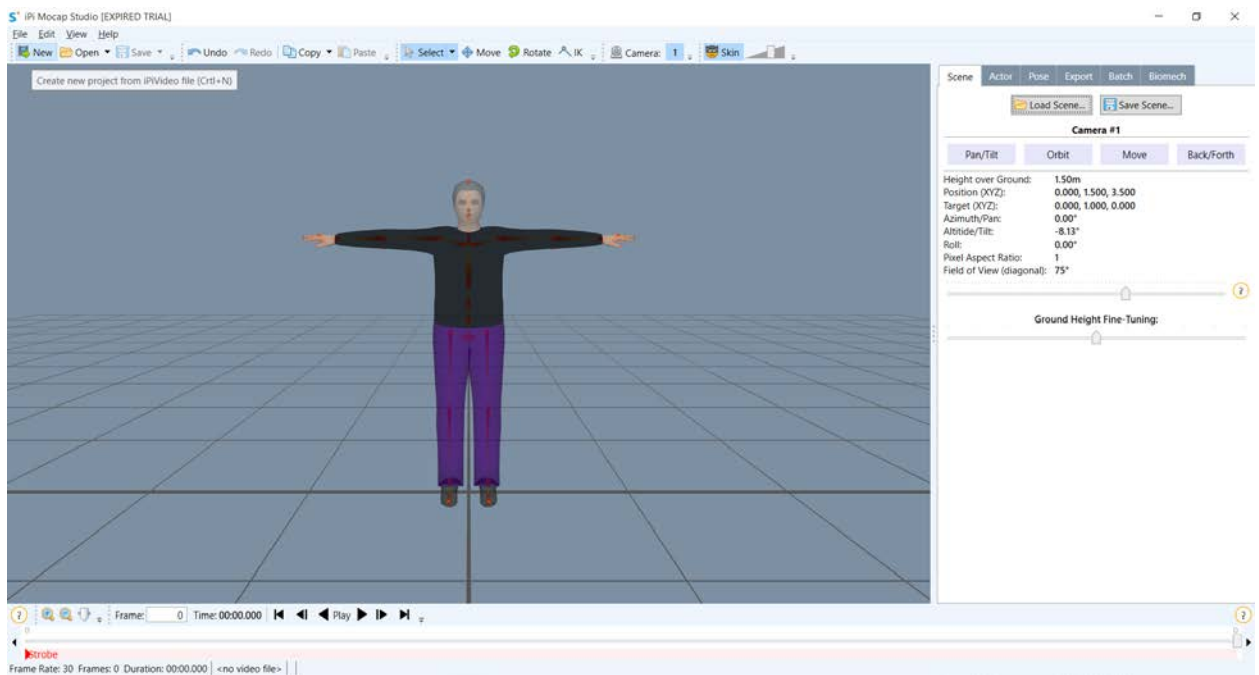 iPi Mocap Studio [EXPIRED TRIAL]
File Edit View Help
New Open Save Undo Redo Copy Paste Select Move Rotate IK Camera: 1 Skin
Create new project from iPiVideo file (Crtl+N)
Scene Actor Pose Export Batch Biomech
Load Scene... Save Scene...
Camera #1
Pan/Tilt Orbit Move Back/Forth
Height over Ground: 1.50m
Position (XYZ): 0.000, 1.500, 3.500
Target (XYZ): 0.000, 1.000, 0.000
Azimuth/Pan: 0.00°
Altitide/Tilt: -8.13°
Roll: 0.00°
Pixel Aspect Ratio: 1
Field of View (diagonal): 75°
?
Ground Height Fine-Tuning:
? Frame: 0 Time: 00:00.000 Play ?
0 0
Strobe
Frame Rate: 30 Frames: 0 Duration: 00:00.000 <no video file>